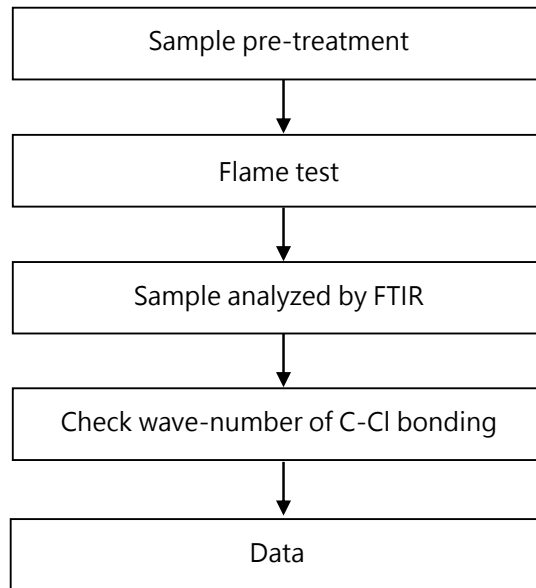 Sample pre-treatment
Flame test
Sample analyzed by FTIR
Check wave-number of C-Cl bonding
Data